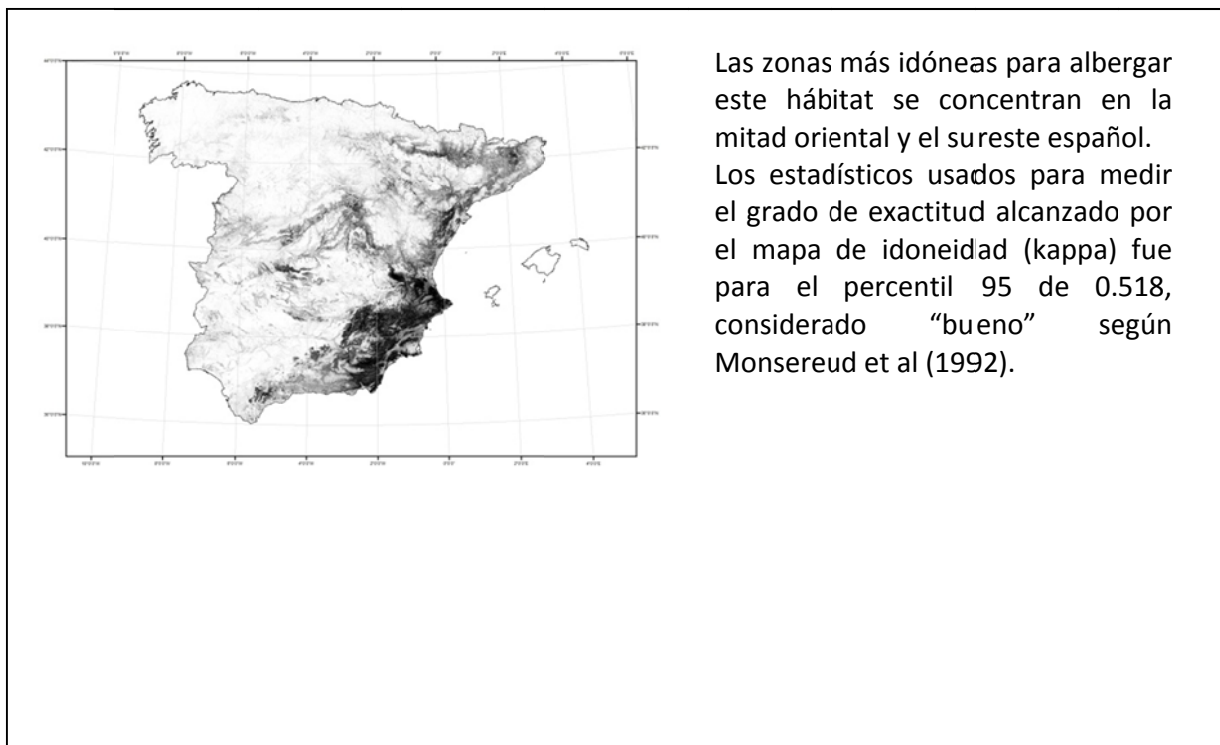 Las zonas más idóneas para albergar
este hábitat se concentran en la
mitad oriental y el sureste español.
Los estadísticos usados para medir
el grado de exactitud alcanzado por
el mapa de idoneidad (kappa) fue
para el percentil 95 de 0.518,
considerado “bueno” según
Monsereud et al (1992).